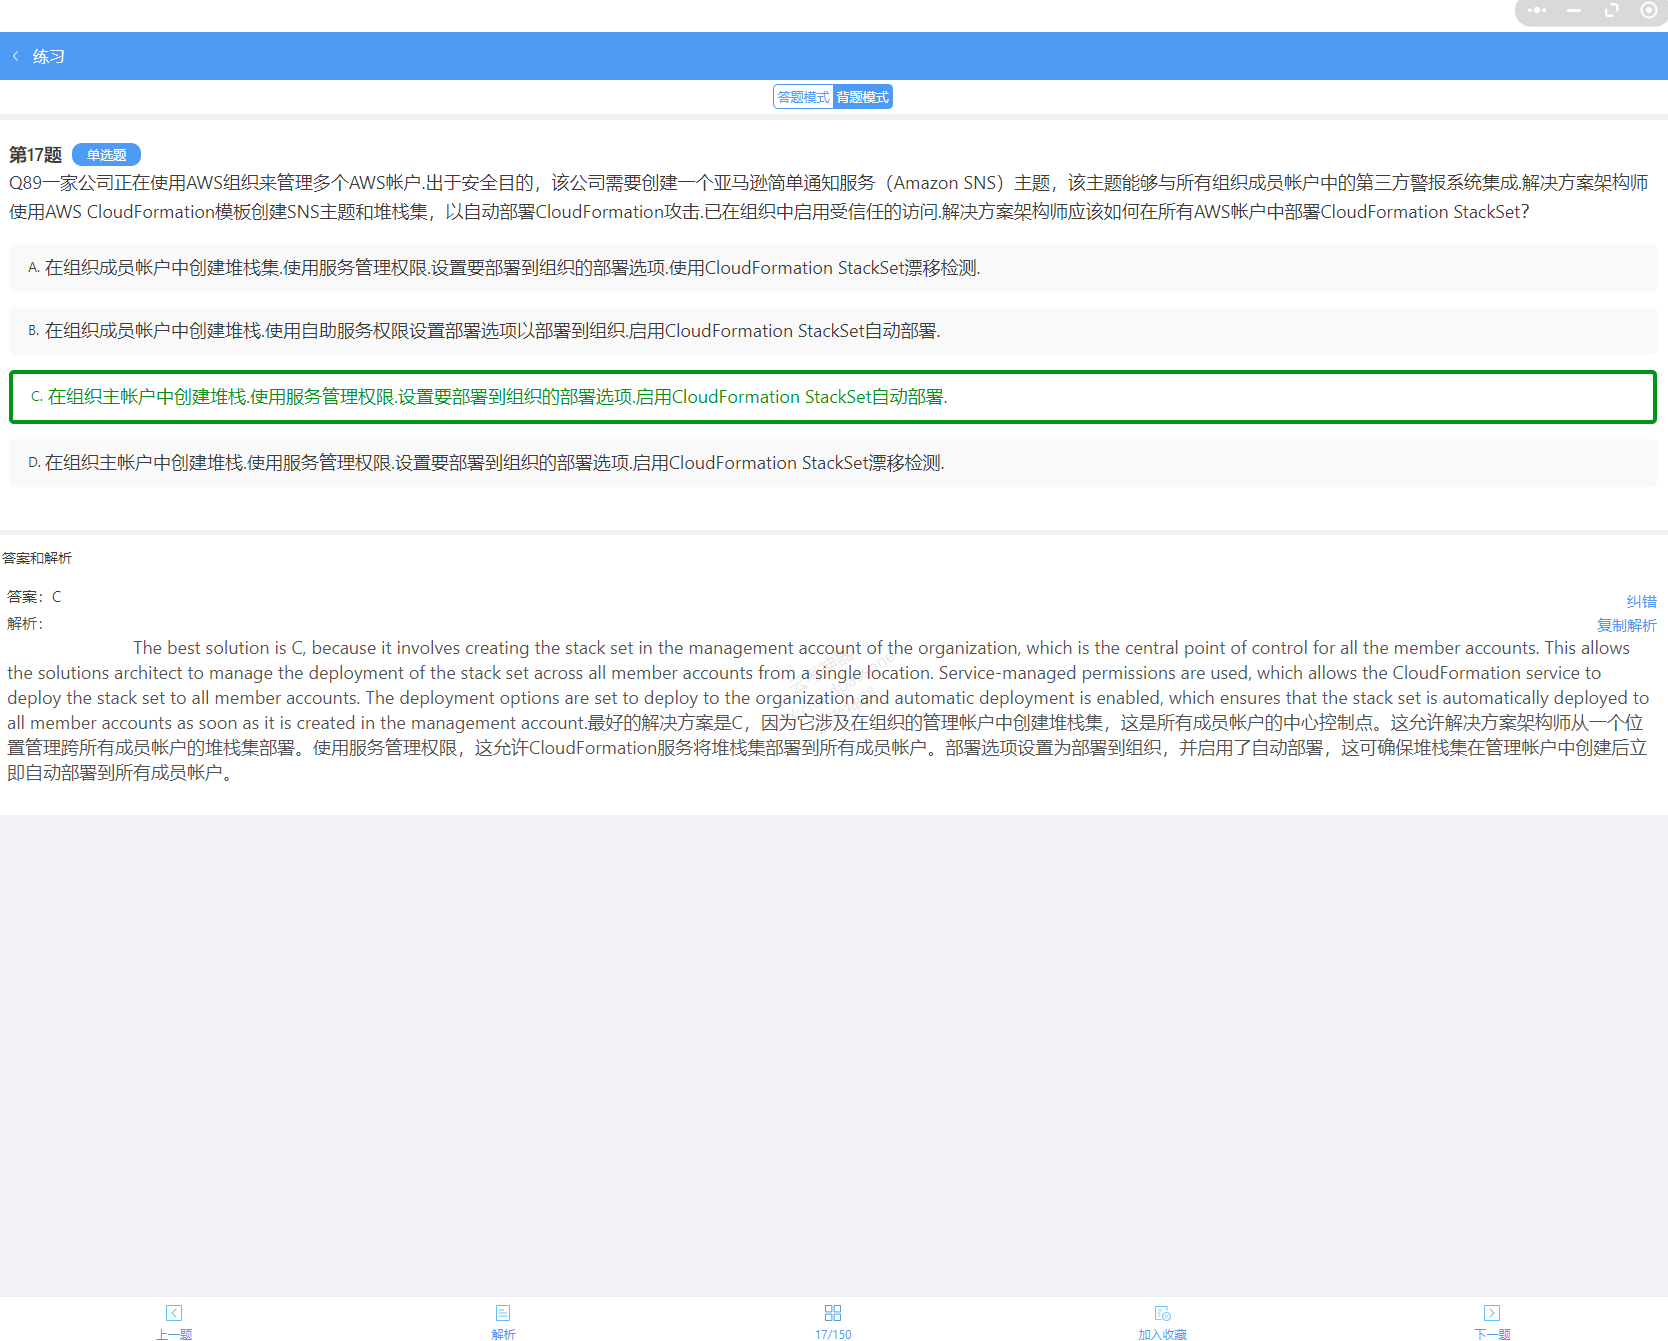 练习
答题模式 背题模式
第17题 单选题
Q89一家公司正在使用AWS组织来管理多个AWS帐户.出于安全目的，该公司需要创建一个亚马逊简单通知服务（Amazon SNS）主题，该主题能够与所有组织成员帐户中的第三方警报系统集成.解决方案架构师
使用AWS CloudFormation模板创建SNS主题和堆栈集，以自动部署CloudFormation攻击.已在组织中启用受信任的访问.解决方案架构师应该如何在所有AWS帐户中部署CloudFormation StackSet？
A. 在组织成员帐户中创建堆栈集.使用服务管理权限.设置要部署到组织的部署选项.使用CloudFormation StackSet漂移检测.
B. 在组织成员帐户中创建堆栈.使用自助服务权限设置部署选项以部署到组织.启用CloudFormation StackSet自动部署.
C. 在组织主帐户中创建堆栈.使用服务管理权限.设置要部署到组织的部署选项.启用CloudFormation StackSet自动部署.
D. 在组织主帐户中创建堆栈.使用服务管理权限.设置要部署到组织的部署选项.启用CloudFormation StackSet漂移检测.
答案和解析
答案：C
纠错
解析：
复制解析
The best solution is C, because it involves creating the stack set in the management account of the organization, which is the central point of control for all the member accounts. This allows
the solutions architect to manage the deployment of the stack set across all member accounts from a single location. Service-managed permissions are used, which allows the CloudFormation service to
deploy the stack set to all member accounts. The deployment options are set to deploy to the organization and automatic deployment is enabled, which ensures that the stack set is automatically deployed to
all member accounts as soon as it is created in the management account.最好的解决方案是C，因为它涉及在组织的管理帐户中创建堆栈集，这是所有成员帐户的中心控制点。这允许解决方案架构师从一个位
置管理跨所有成员帐户的堆栈集部署。使用服务管理权限，这允许CloudFormation服务将堆栈集部署到所有成员帐户。部署选项设置为部署到组织，并启用了自动部署，这可确保堆栈集在管理帐户中创建后立
即自动部署到所有成员帐户。
上一题 解析 17/150 加入收藏 下一题